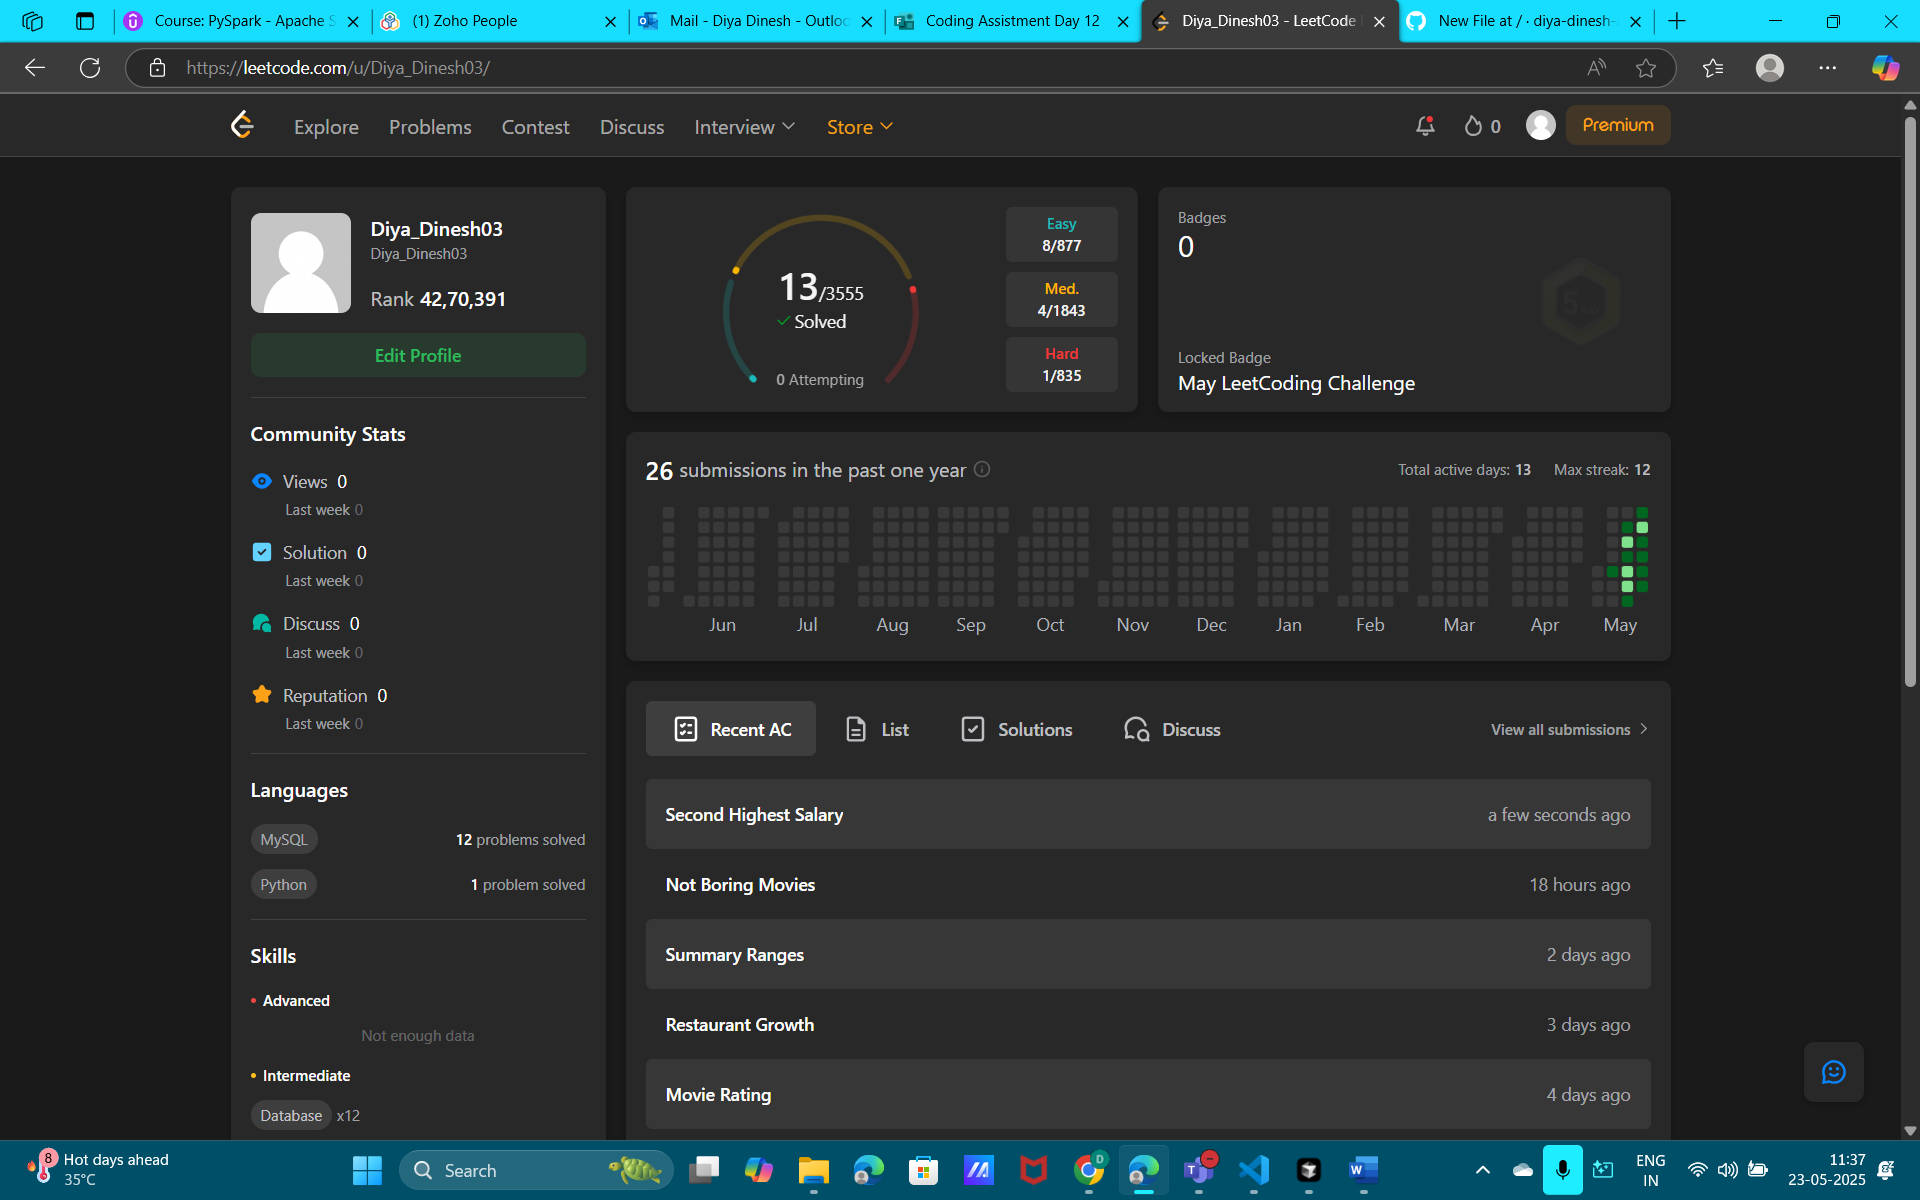 Course: PySpark - Apache S
(1) Zoho People
Mail - Diya Dinesh - Outloo
Coding Assistment Day 12
Diya_Dinesh03 - LeetCode
New File at / · diya-dinesh-
https://leetcode.com/u/Diya_Dinesh03/
Explore
Problems
Contest
Discuss
Interview
Store
0
Premium
Diya_Dinesh03
Diya_Dinesh03
Rank 42,70,391
Edit Profile
Community Stats
Views 0
Last week 0
Solution 0
Last week 0
Discuss 0
Last week 0
Reputation 0
Last week 0
Languages
MySQL
12 problems solved
Python
1 problem solved
Skills
Advanced
Not enough data
Intermediate
Database x12
13/3555
Solved
0 Attempting
Easy
8/877
Med.
4/1843
Hard
1/835
Badges
0
Locked Badge
May LeetCoding Challenge
26 submissions in the past one year
Total active days: 13
Max streak: 12
Jun
Jul
Aug
Sep
Oct
Nov
Dec
Jan
Feb
Mar
Apr
May
Recent AC
List
Solutions
Discuss
View all submissions
Second Highest Salary
a few seconds ago
Not Boring Movies
18 hours ago
Summary Ranges
2 days ago
Restaurant Growth
3 days ago
Movie Rating
4 days ago
8
Hot days ahead
35°C
Search
D
ENG
IN
11:37
23-05-2025